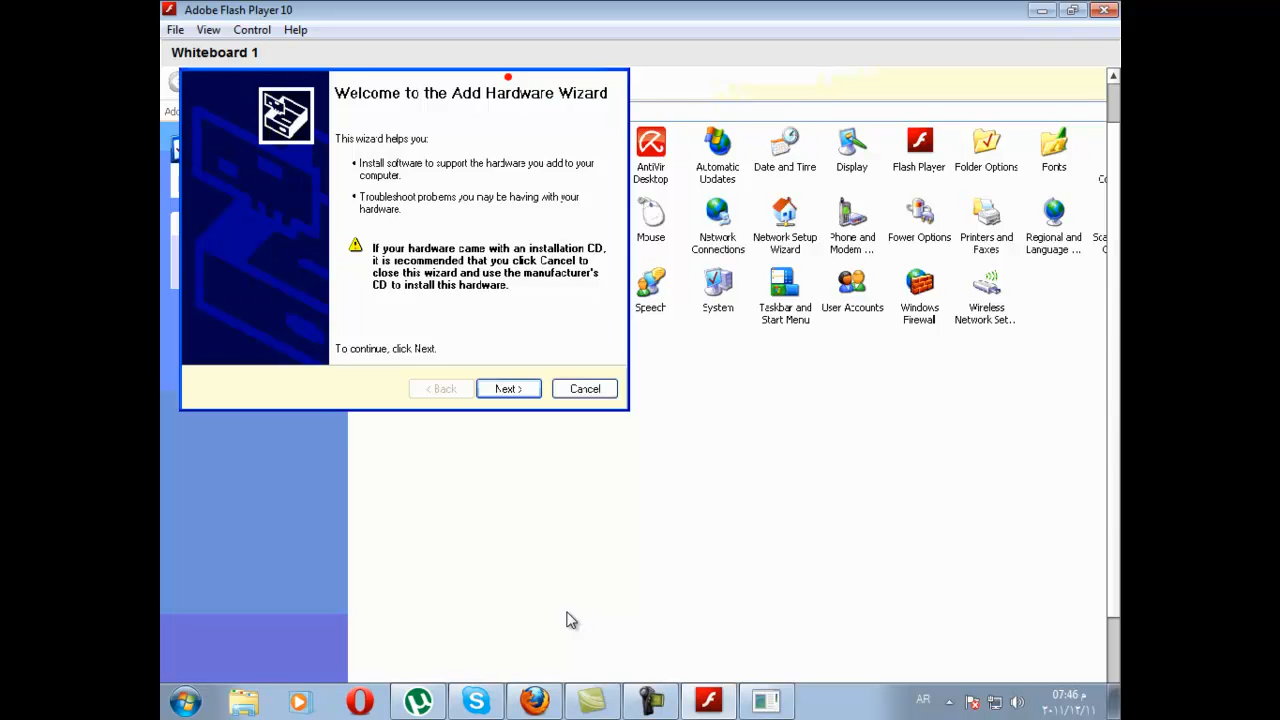 Adobe Flash Player 10
File View Control Help
Whiteboard 1
Welcome to the Add Hardware Wizard
This wizard helps you:
• Install software to support the hardware you add to your
computer.
• Troubleshoot problems you may be having with your
hardware.
If your hardware came with an installation CD,
it is recommended that you click Cancel to
close this wizard and use the manufacturer's
CD to install this hardware.
To continue, click Next.
< Back Next > Cancel
AntiVir
Desktop
Automatic
Updates
Date and Time
Display
Flash Player
Folder Options
Fonts
Mouse
Network
Connections
Network Setup
Wizard
Phone and
Modem ...
Power Options
Printers and
Faxes
Regional and
Language ...
Speech
System
Taskbar and
Start Menu
User Accounts
Windows
Firewall
Wireless
Network Set...
AR
07:46 م
٢٠١١/١٢/١١